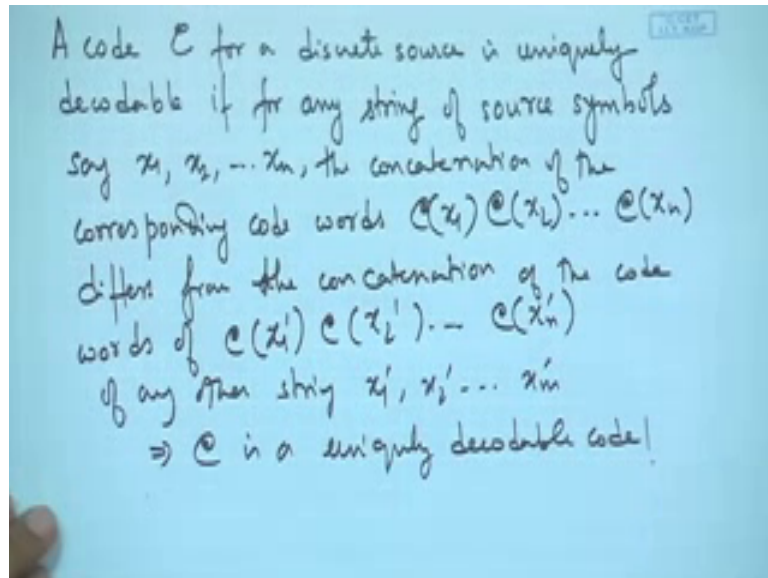 A code C for a discrete source is uniquely
decodable if for any string of source symbols
say x1, x2, ... xn, the concatenation of the
corresponding code words C(x1) C(x2) ... C(xn)
differs from the concatenation of the code
words of C(x1') C(x2') ... C(xm')
of any other string x1', x2' ... xm'
⇒ C is a uniquely decodable code!